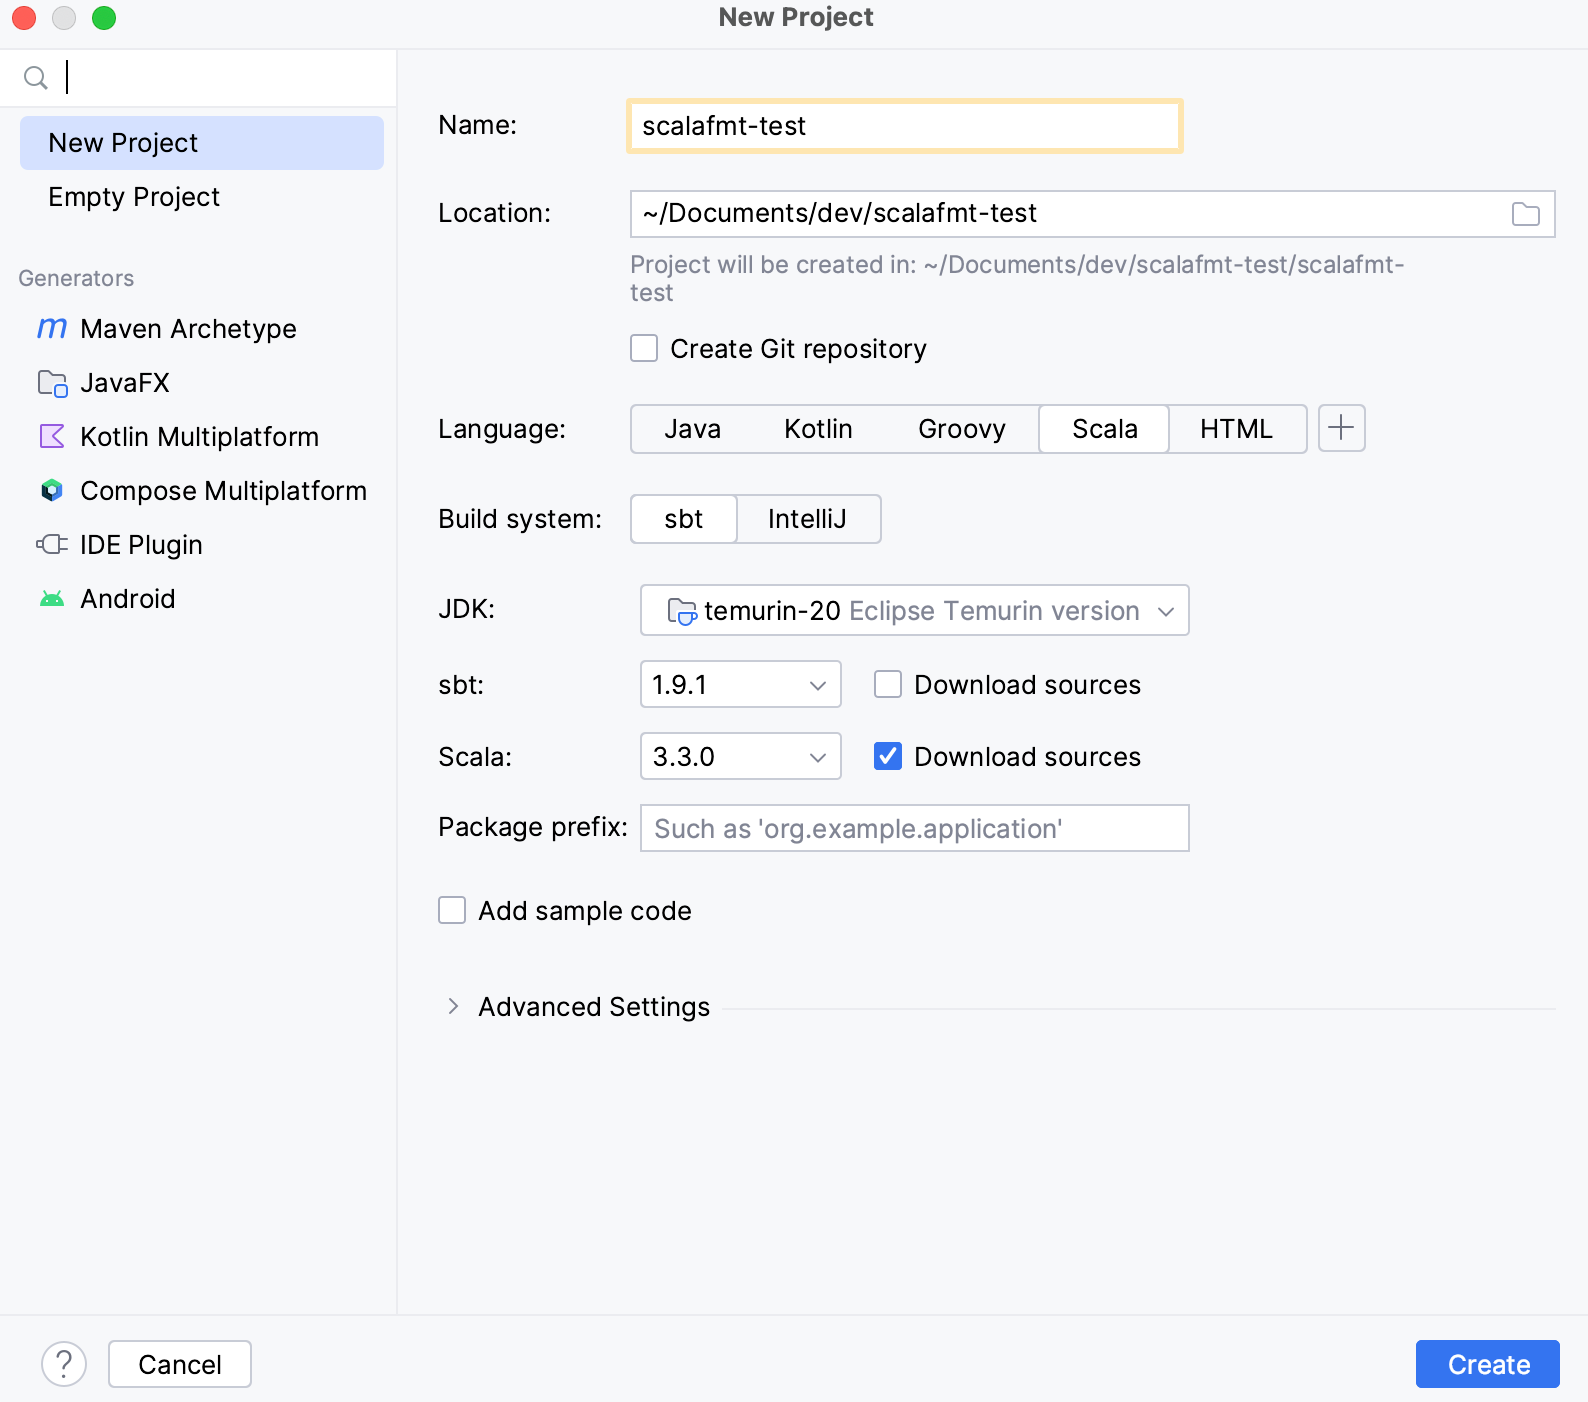 New Project
New Project
Empty Project
Generators
Maven Archetype
JavaFX
Kotlin Multiplatform
Compose Multiplatform
IDE Plugin
Android
Name: scalafmt-test
Location: ~/Documents/dev/scalafmt-test
Project will be created in: ~/Documents/dev/scalafmt-test/scalafmt-
test
Create Git repository
Language: Java Kotlin Groovy Scala HTML
Build system: sbt IntelliJ
JDK: temurin-20 Eclipse Temurin version
sbt: 1.9.1 Download sources
Scala: 3.3.0 Download sources
Package prefix: Such as 'org.example.application'
Add sample code
Advanced Settings
? Cancel Create